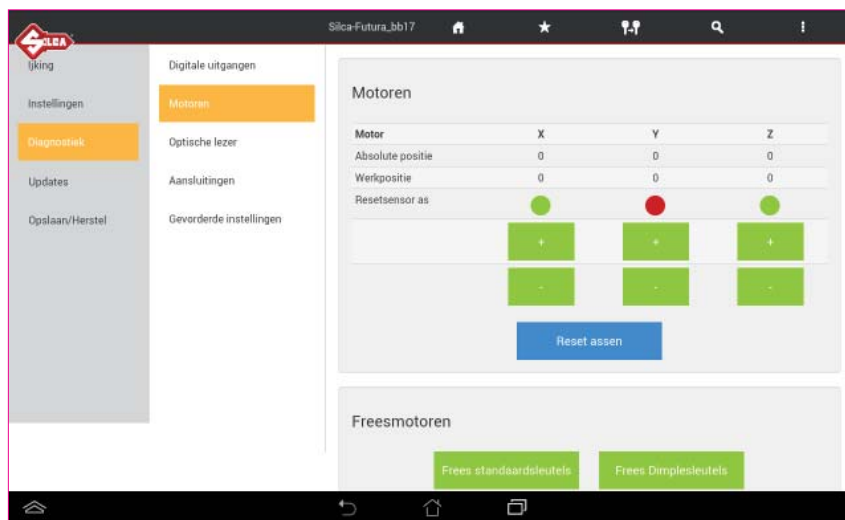 Silca-Futura_bb17
SILCA
Ijking
Instellingen
Diagnostiek
Updates
Opslaan/Herstel
Digitale uitgangen
Motoren
Optische lezer
Aansluitingen
Gevorderde instellingen
Motoren
Motor X Y Z
Absolute positie 0 0 0
Werkpositie 0 0 0
Resetsensor as
+ + +
- - -
Reset assen
Freesmotoren
Frees standaardsleutels Frees Dimplesleutels